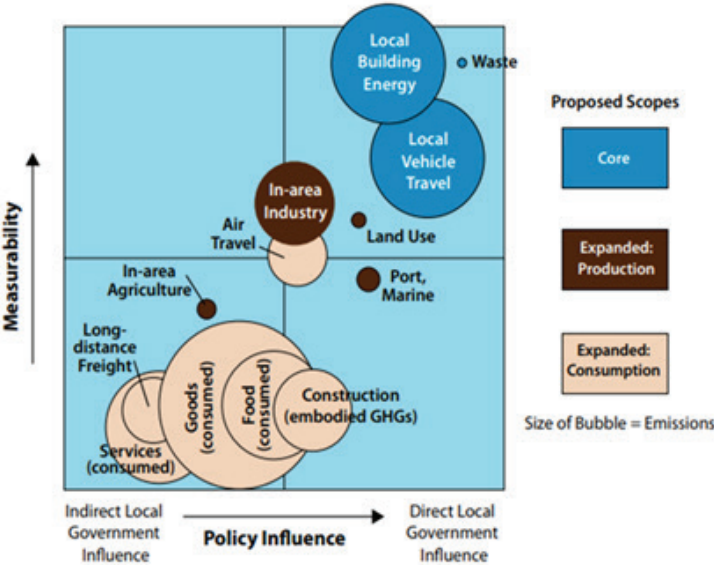 Local
Building
Energy
Waste
Local
Vehicle
Travel
In-area
Industry
Air
Travel
Land Use
In-area
Agriculture
Port,
Marine
Long-
distance
Freight
Goods
(consumed)
Food
(consumed)
Construction
(embodied GHGs)
Services
(consumed)
Measurability
Indirect Local
Government
Influence
Policy Influence
Direct Local
Government
Influence
Proposed Scopes
Core
Expanded:
Production
Expanded:
Consumption
Size of Bubble = Emissions